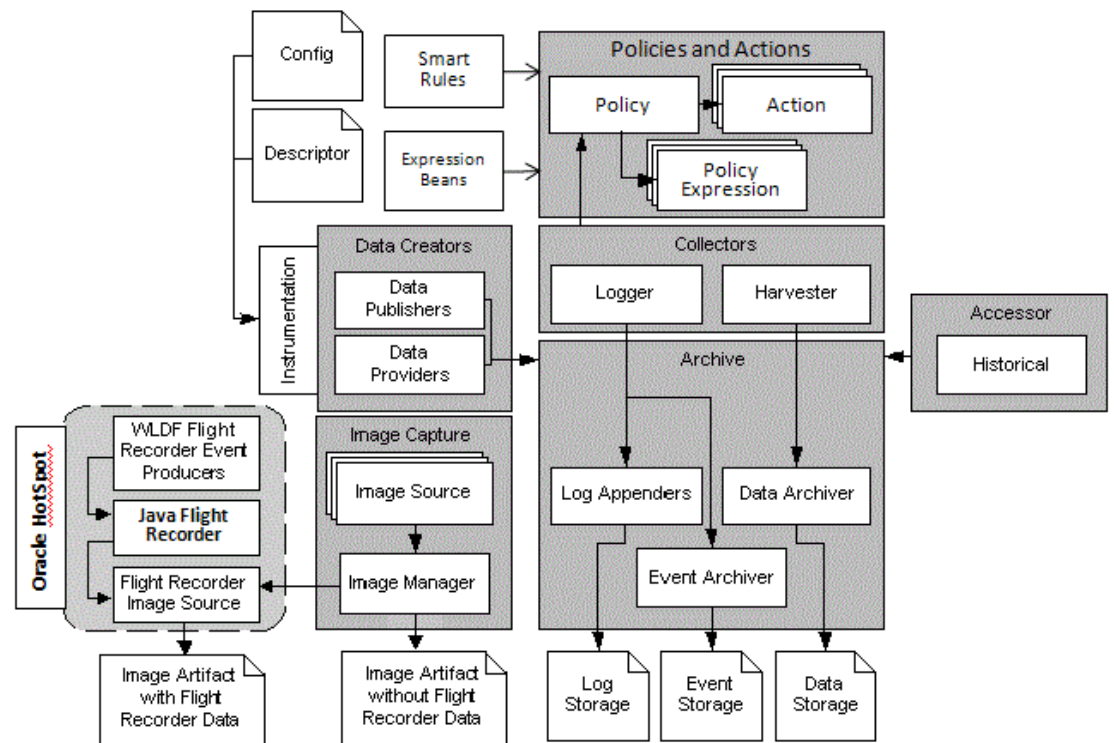 Config
Smart
Rules
Policies and Actions
Policy
Action
Descriptor
Expression
Beans
Policy
Expression
Instrumentation
Data Creators
Data
Publishers
Data
Providers
Collectors
Logger
Harvester
Accessor
Historical
Archive
Log Appenders
Data Archiver
Event Archiver
Oracle HotSpot
WLDF Flight
Recorder Event
Producers
Java Flight
Recorder
Flight Recorder
Image Source
Image Capture
Image Source
Image Manager
Image Artifact
with Flight
Recorder Data
Image Artifact
without Flight
Recorder Data
Log
Storage
Event
Storage
Data
Storage